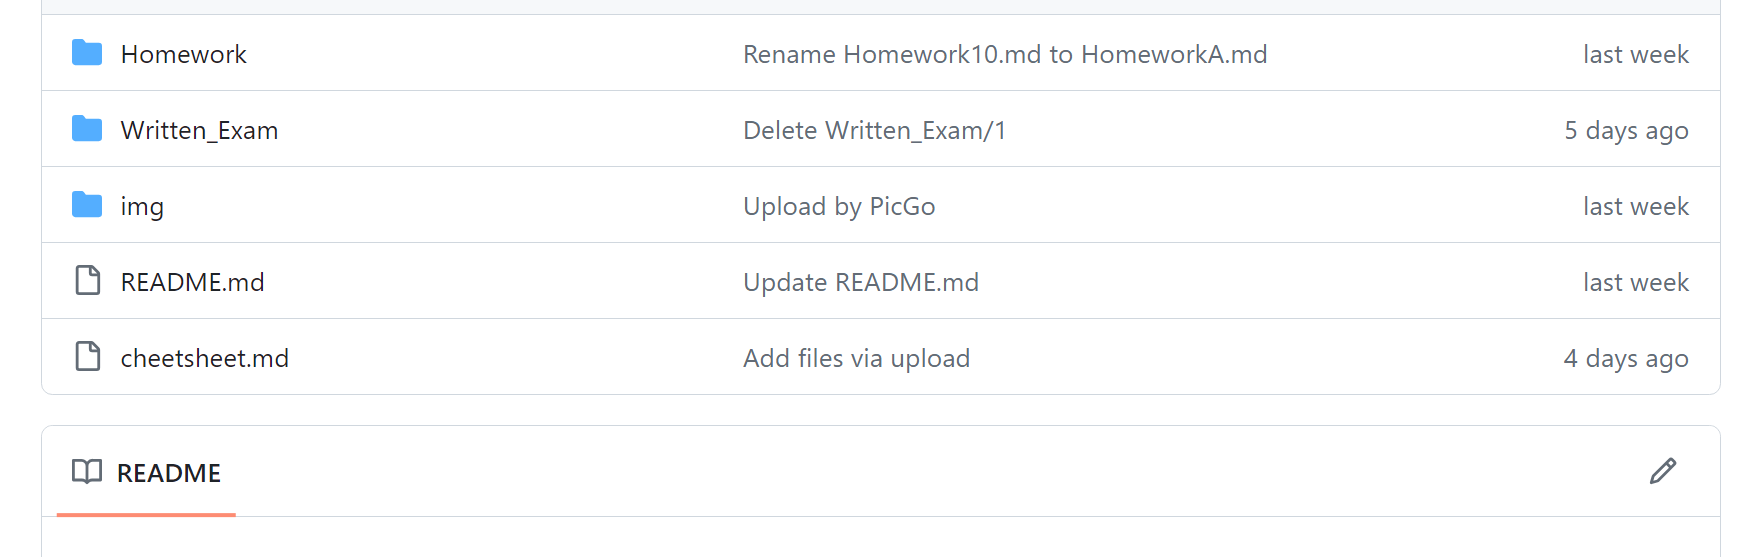 Homework Rename Homework10.md to HomeworkA.md last week
Written_Exam Delete Written_Exam/1 5 days ago
img Upload by PicGo last week
README.md Update README.md last week
cheetsheet.md Add files via upload 4 days ago
README